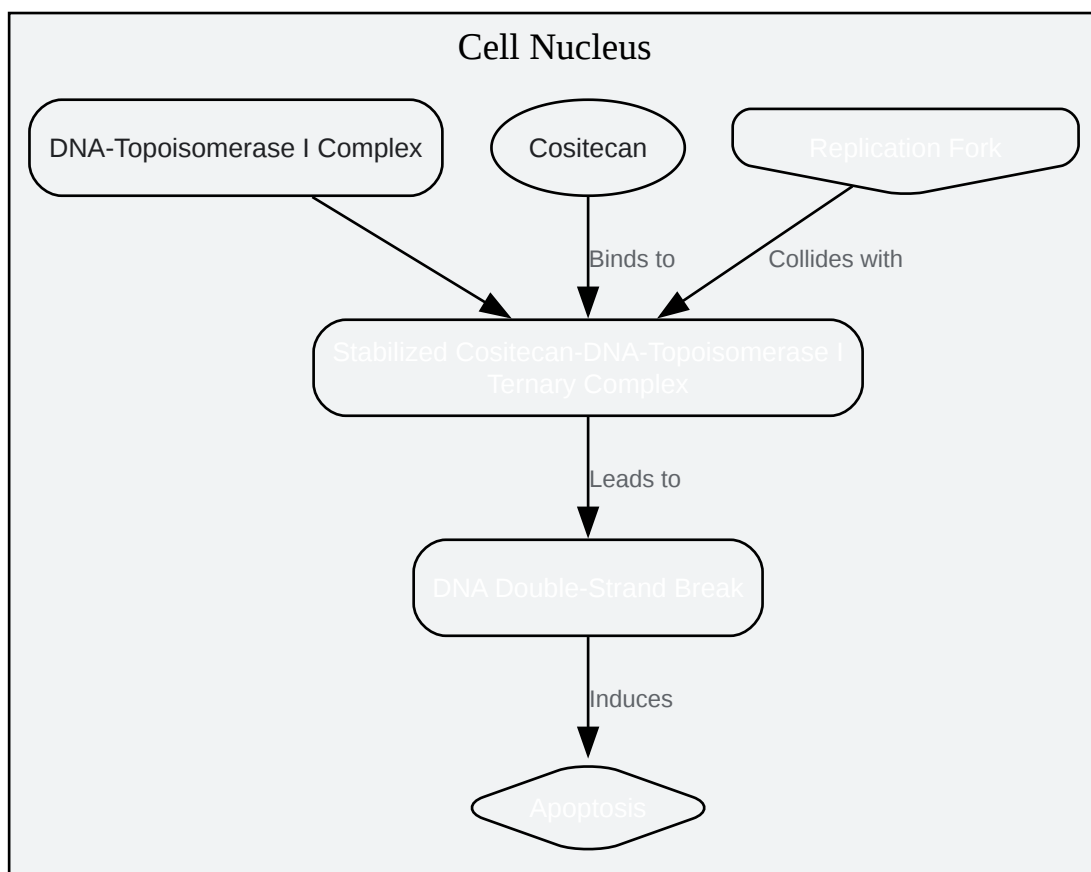 Cell Nucleus
DNA-Topoisomerase I Complex
Cositecan
Replication Fork
Binds to
Collides with
Stabilized Cositecan-DNA-Topoisomerase I
Ternary Complex
Leads to
DNA Double-Strand Break
Induces
Apoptosis